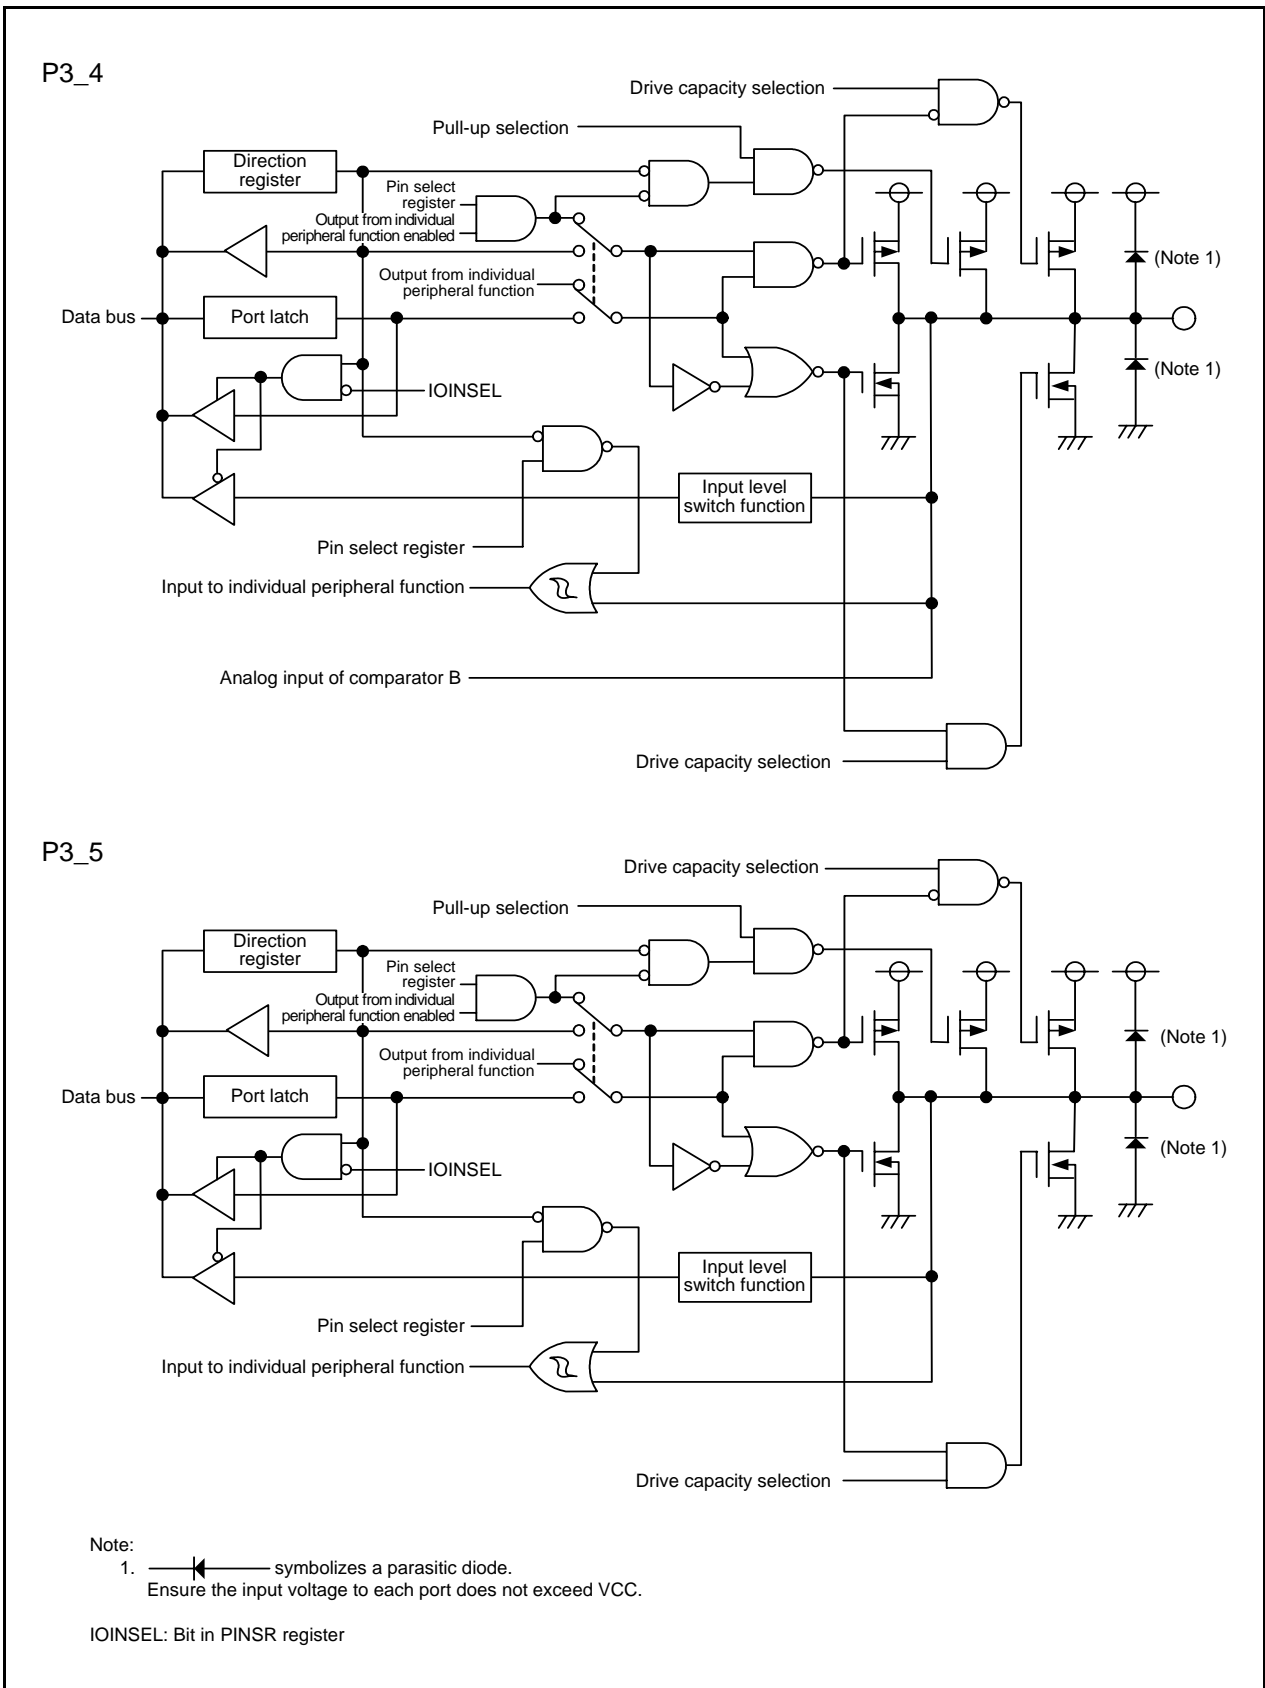 P3_4
Drive capacity selection
Pull-up selection
Direction
register
Pin select
register
Output from individual
peripheral function enabled
(Note 1)
Output from individual
peripheral function
Data bus
Port latch
(Note 1)
IOINSEL
Input level
switch function
Pin select register
Input to individual peripheral function
Analog input of comparator B
Drive capacity selection
P3_5
Drive capacity selection
Pull-up selection
Direction
register
Pin select
register
Output from individual
peripheral function enabled
(Note 1)
Output from individual
peripheral function
Data bus
Port latch
(Note 1)
IOINSEL
Input level
switch function
Pin select register
Input to individual peripheral function
Drive capacity selection
Note:
1. symbolizes a parasitic diode.
Ensure the input voltage to each port does not exceed VCC.
IOINSEL: Bit in PINSR register